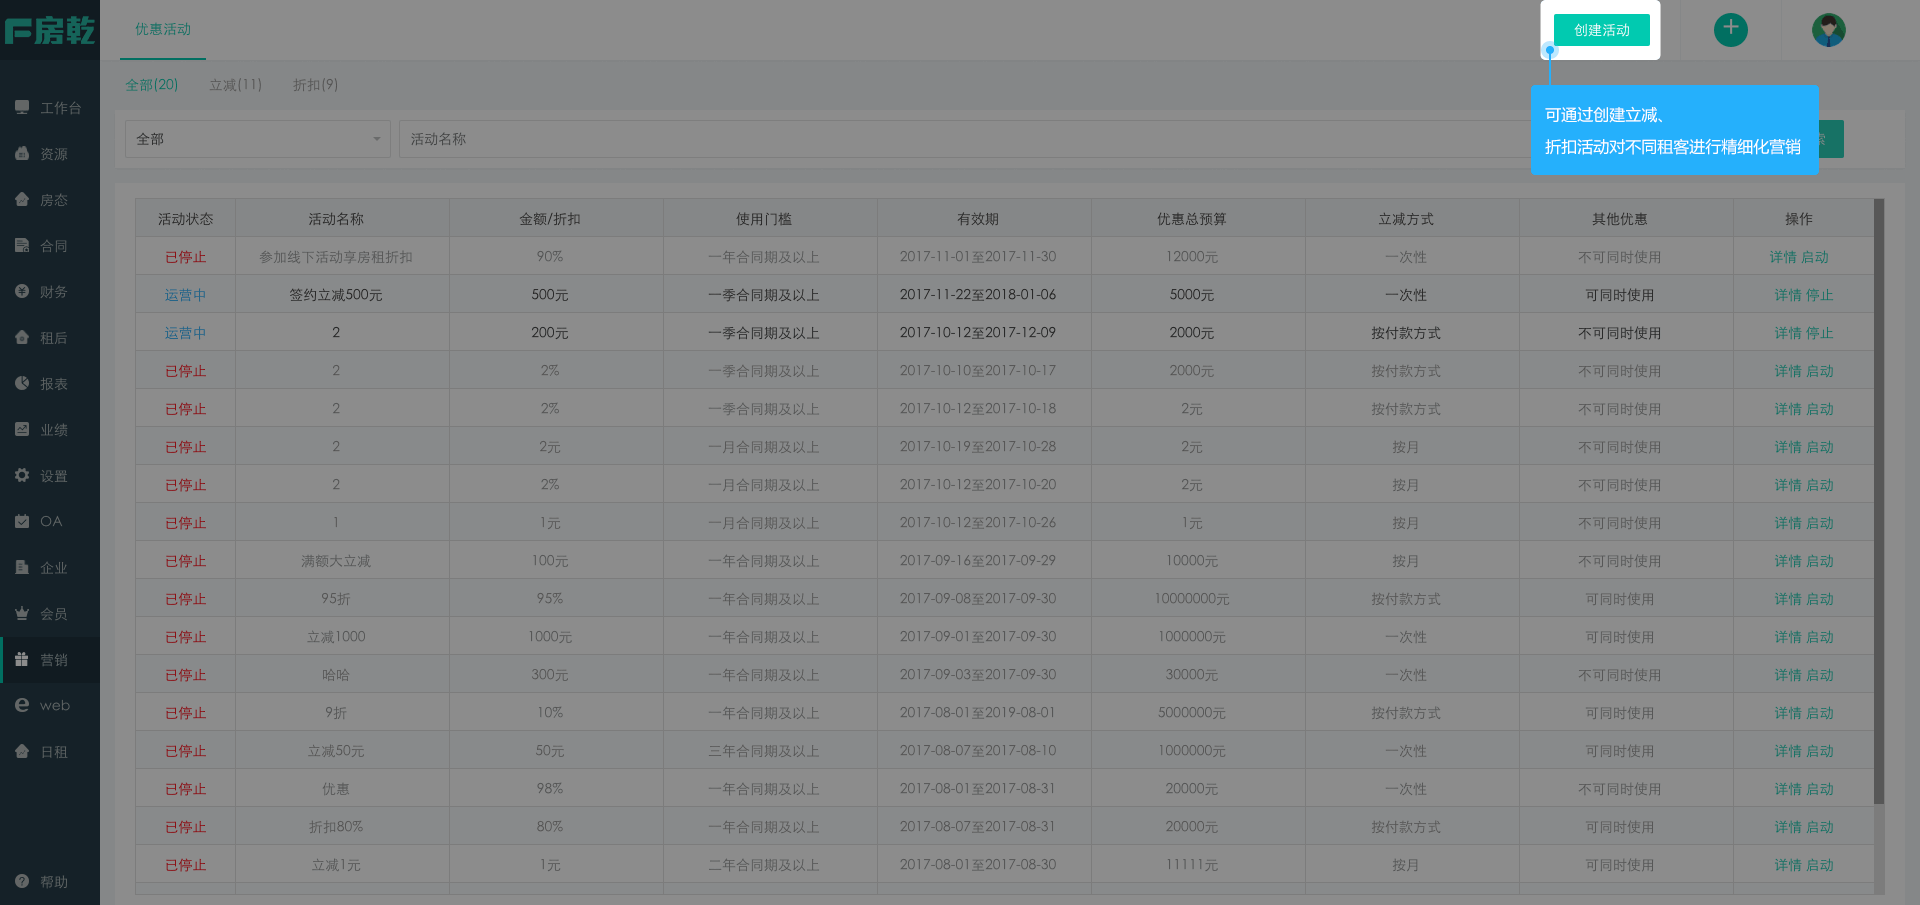 房乾
优惠活动
创建活动
全部(20) 立减(11) 折扣(9)
全部 活动名称
可通过创建立减、
折扣活动对不同租客进行精细化营销
工作台
资源
房态
合同
财务
租后
报表
业绩
设置
OA
企业
会员
营销
web
日租
帮助
活动状态 活动名称 金额/折扣 使用门槛 有效期 优惠总预算 立减方式 其他优惠 操作
已停止 参加线下活动享房租折扣 90% 一年合同期及以上 2017-11-01至2017-11-30 12000元 一次性 不可同时使用 详情 启动
运营中 签约立减500元 500元 一季合同期及以上 2017-11-22至2018-01-06 5000元 一次性 可同时使用 详情 停止
运营中 2 200元 一季合同期及以上 2017-10-12至2017-12-09 2000元 按付款方式 不可同时使用 详情 停止
已停止 2 2% 一季合同期及以上 2017-10-10至2017-10-17 2000元 按付款方式 不可同时使用 详情 启动
已停止 2 2% 一季合同期及以上 2017-10-12至2017-10-18 2元 按付款方式 不可同时使用 详情 启动
已停止 2 2元 一月合同期及以上 2017-10-19至2017-10-28 2元 按月 不可同时使用 详情 启动
已停止 2 2% 一月合同期及以上 2017-10-12至2017-10-20 2元 按月 不可同时使用 详情 启动
已停止 1 1元 一月合同期及以上 2017-10-12至2017-10-26 1元 按月 不可同时使用 详情 启动
已停止 满额大立减 100元 一年合同期及以上 2017-09-16至2017-09-29 10000元 按月 不可同时使用 详情 启动
已停止 95折 95% 一年合同期及以上 2017-09-08至2017-09-30 10000000元 按付款方式 可同时使用 详情 启动
已停止 立减1000 1000元 一年合同期及以上 2017-09-01至2017-09-30 1000000元 一次性 可同时使用 详情 启动
已停止 哈哈 300元 一年合同期及以上 2017-09-03至2017-09-30 30000元 一次性 不可同时使用 详情 启动
已停止 9折 10% 一年合同期及以上 2017-08-01至2019-08-01 5000000元 按付款方式 可同时使用 详情 启动
已停止 立减50元 50元 三年合同期及以上 2017-08-07至2017-08-10 1000000元 一次性 可同时使用 详情 启动
已停止 优惠 98% 一年合同期及以上 2017-08-01至2017-08-31 20000元 一次性 不可同时使用 详情 启动
已停止 折扣80% 80% 一年合同期及以上 2017-08-07至2017-08-31 20000元 按付款方式 可同时使用 详情 启动
已停止 立减1元 1元 二年合同期及以上 2017-08-01至2017-08-30 11111元 按月 可同时使用 详情 启动